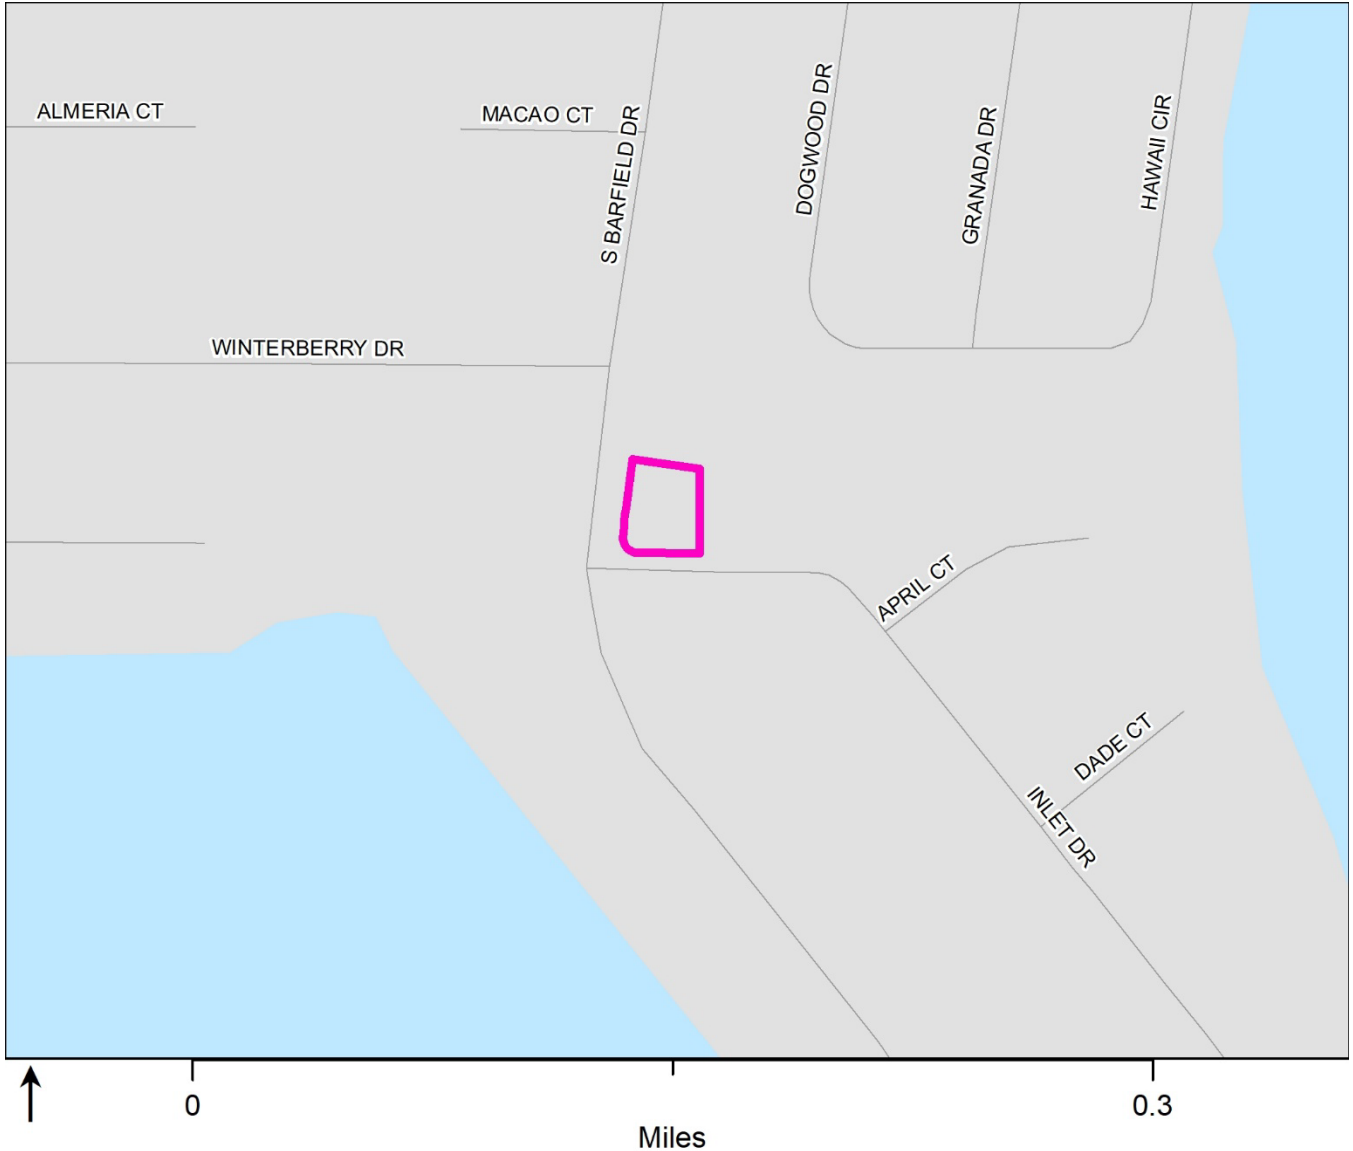 ALMERIA CT
MACAO CT
S BARFIELD DR
DOGWOOD DR
GRANADA DR
HAWAII CIR
WINTERBERRY DR
APRIL CT
DADE CT
INLET DR
0
0.3
Miles